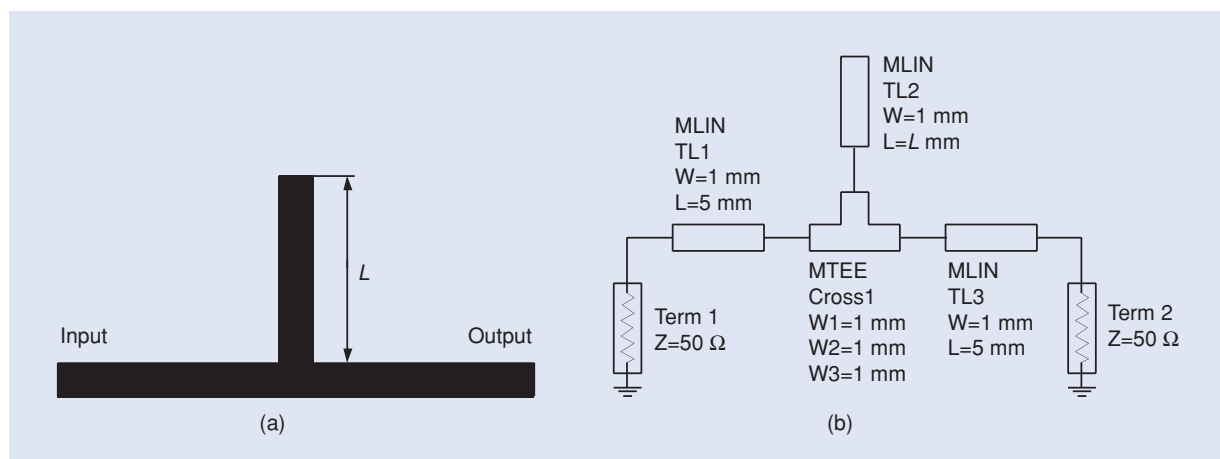 Input
L
Output
(a)
MLIN
TL1
W=1 mm
L=5 mm
MLIN
TL2
W=1 mm
L=L mm
Term 1
Z=50 Ω
MTEE
Cross1
W1=1 mm
W2=1 mm
W3=1 mm
MLIN
TL3
W=1 mm
L=5 mm
Term 2
Z=50 Ω
(b)